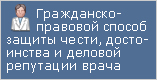 Гражданско-
правовой способ
защиты чести, досто-
инства и деловой
репутации врача